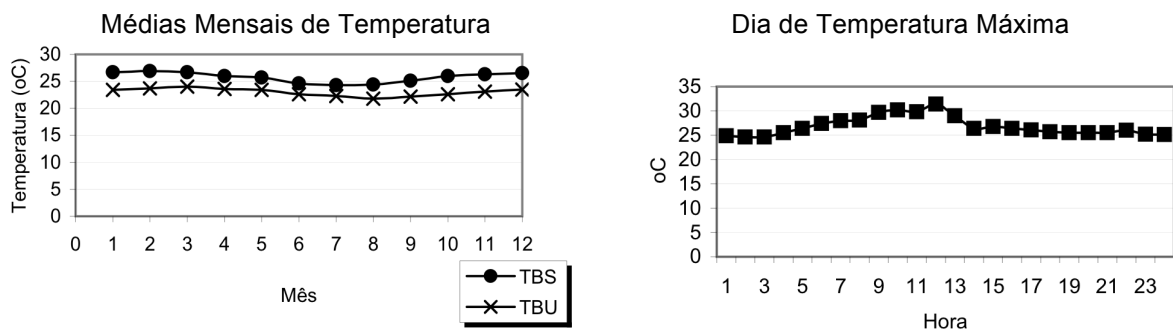 Médias Mensais de Temperatura
Temperatura (oC)
30
25
20
15
10
5
0
0 1 2 3 4 5 6 7 8 9 10 11 12
Mês
TBS
TBU
Dia de Temperatura Máxima
oC
35
30
25
20
15
10
5
0
1 3 5 7 9 11 13 15 17 19 21 23
Hora